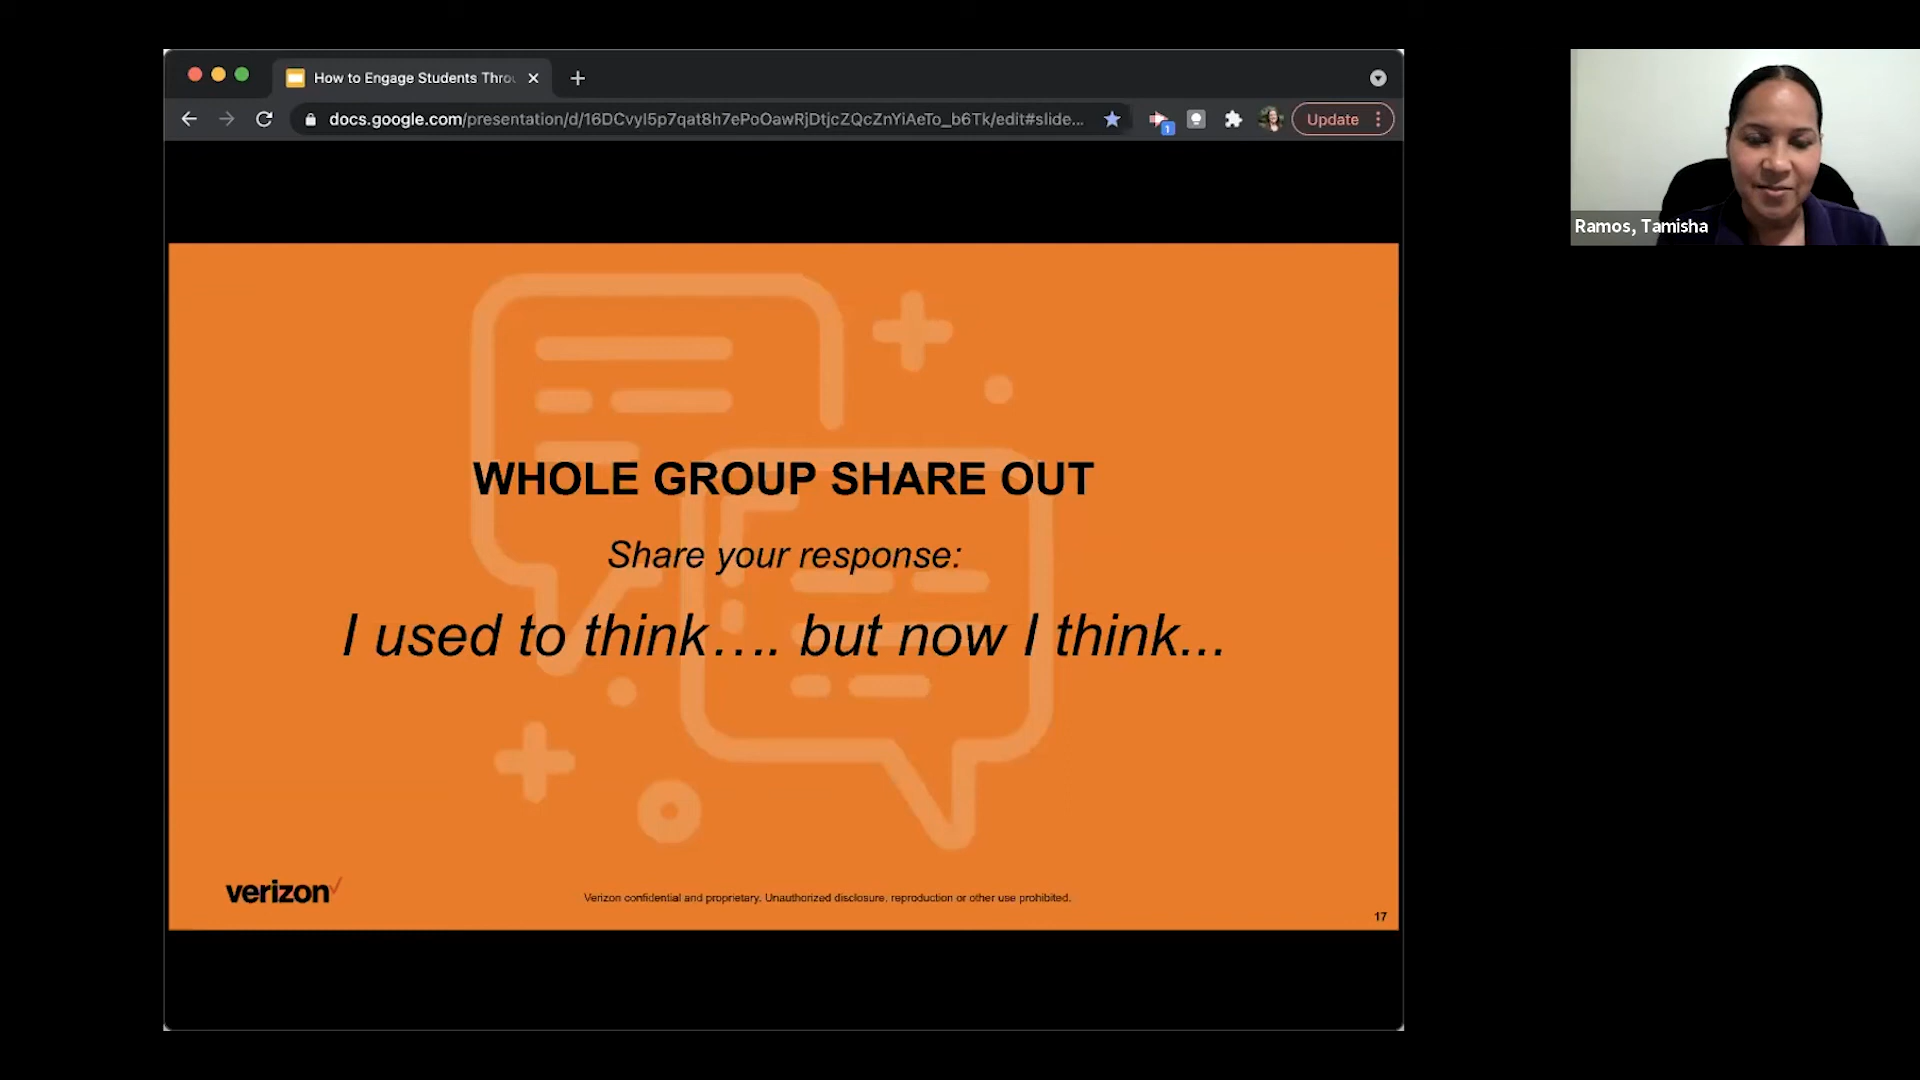 How to Engage Students Thro
docs.google.com/presentation/d/16DCvyI5p7qat8h7ePoOawRjDtjcZQcZnYiAeTo_b6Tk/edit#slide...
1
Update
Ramos, Tamisha
WHOLE GROUP SHARE OUT
Share your response:
I used to think…. but now I think...
verizon
Verizon confidential and proprietary. Unauthorized disclosure, reproduction or other use prohibited.
17